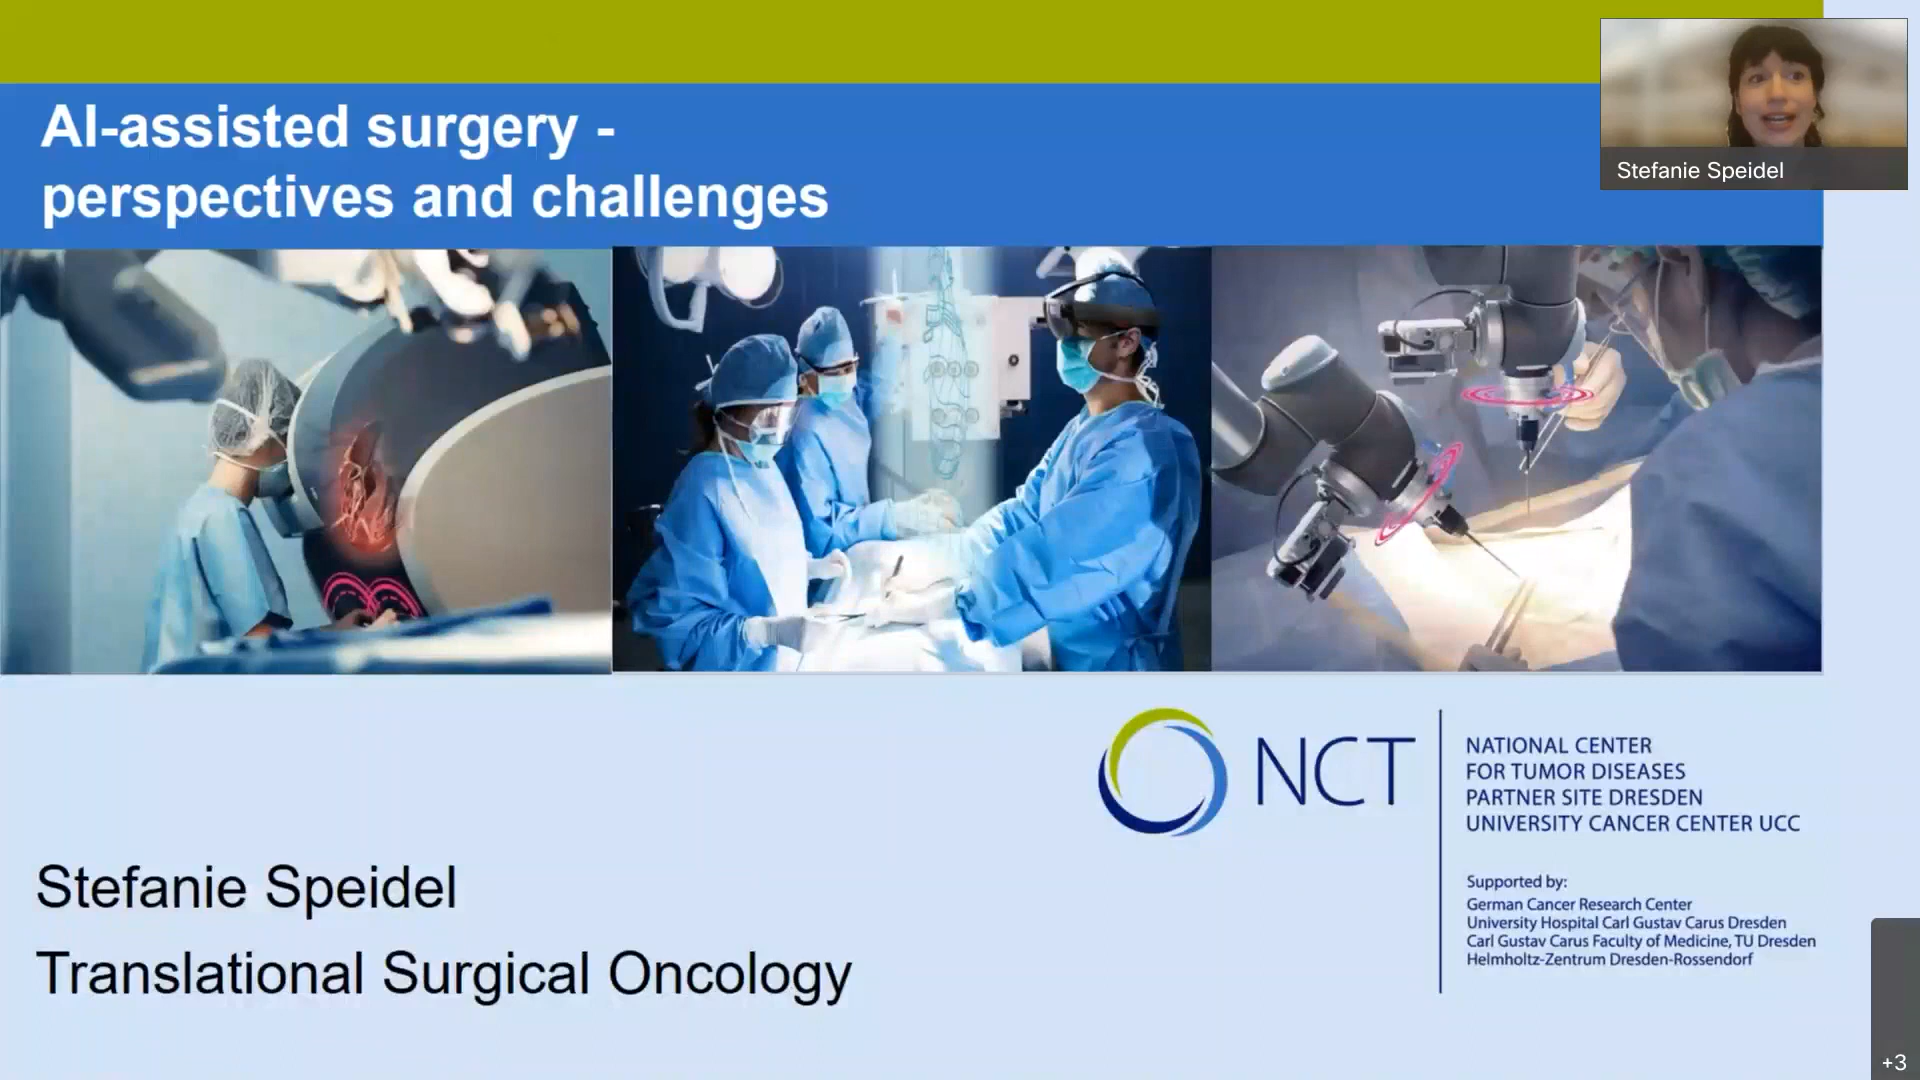 AI-assisted surgery -
perspectives and challenges
Stefanie Speidel
NCT
NATIONAL CENTER
FOR TUMOR DISEASES
PARTNER SITE DRESDEN
UNIVERSITY CANCER CENTER UCC
Supported by:
German Cancer Research Center
University Hospital Carl Gustav Carus Dresden
Carl Gustav Carus Faculty of Medicine, TU Dresden
Helmholtz-Zentrum Dresden-Rossendorf
Stefanie Speidel
Translational Surgical Oncology
+3